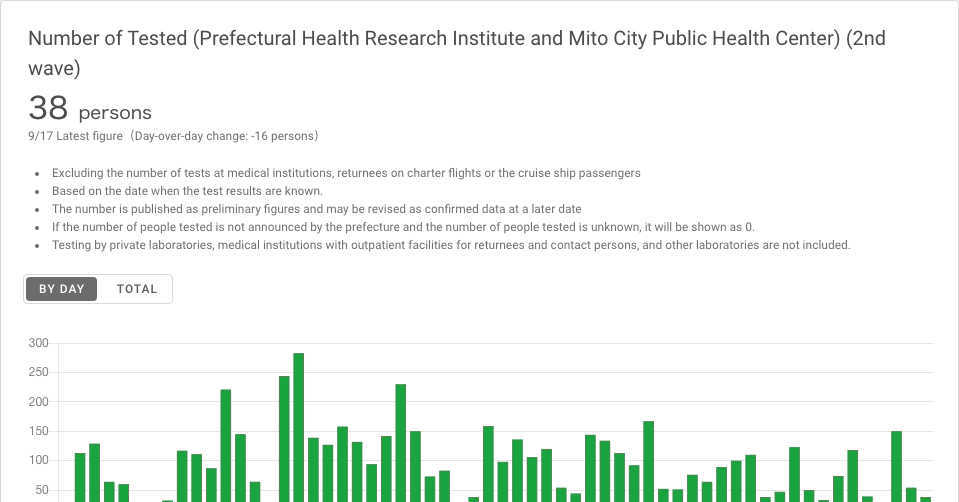 Number of Tested (Prefectural Health Research Institute and Mito City Public Health Center) (2nd
wave)
38 persons
9/17 Latest figure（Day-over-day change: -16 persons）
• Excluding the number of tests at medical institutions, returnees on charter flights or the cruise ship passengers
• Based on the date when the test results are known.
• The number is published as preliminary figures and may be revised as confirmed data at a later date
• If the number of people tested is not announced by the prefecture and the number of people tested is unknown, it will be shown as 0.
• Testing by private laboratories, medical institutions with outpatient facilities for returnees and contact persons, and other laboratories are not included.
BY DAY TOTAL
300
250
200
150
100
50